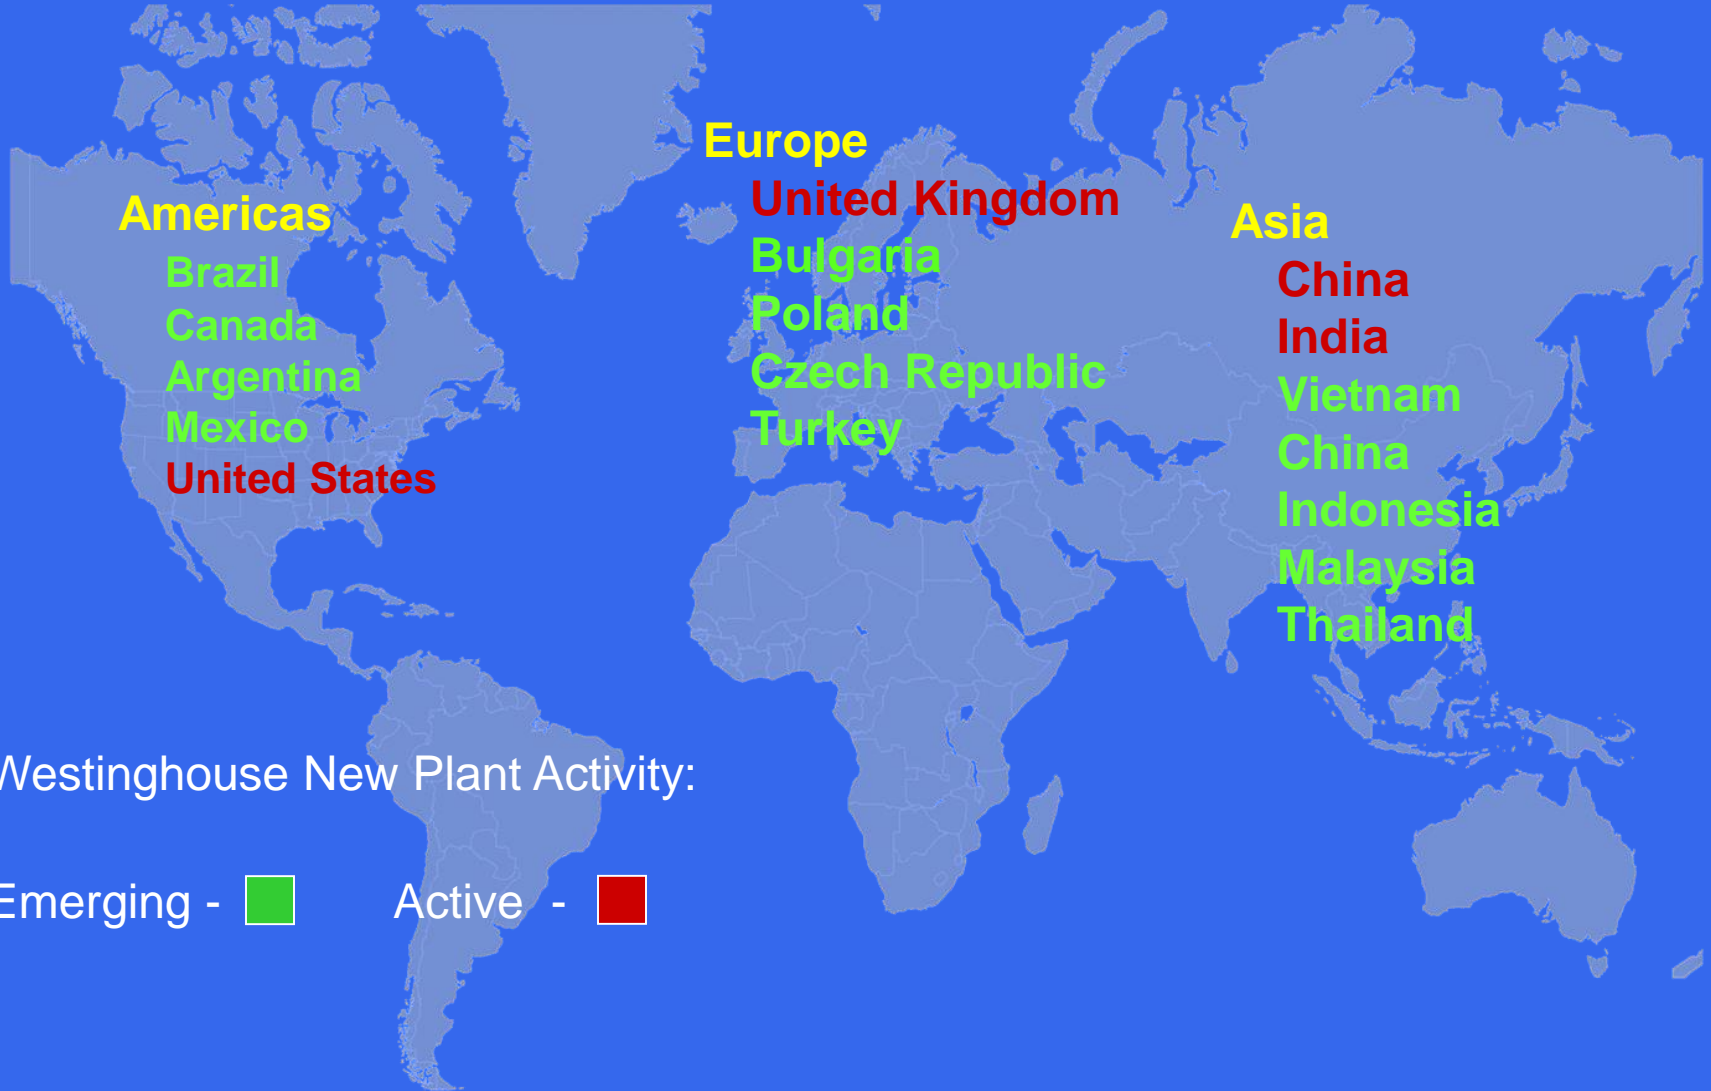 Americas
Brazil
Canada
Argentina
Mexico
United States
Europe
United Kingdom
Bulgaria
Poland
Czech Republic
Turkey
Asia
China
India
Vietnam
China
Indonesia
Malaysia
Thailand
Westinghouse New Plant Activity:
Emerging - Active -